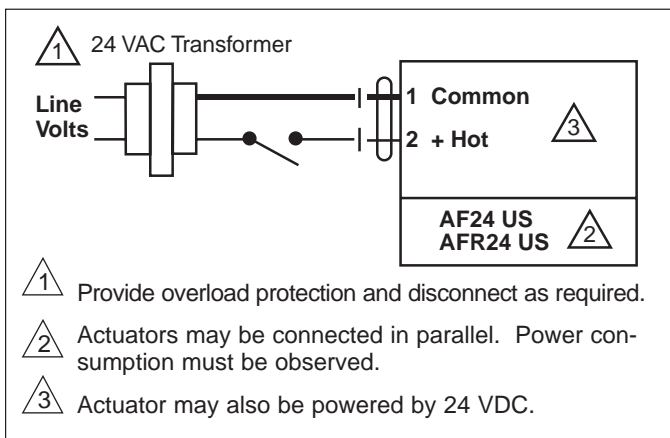 1 24 VAC Transformer
Line
Volts
1 Common
2 + Hot
3
AF24 US
AFR24 US
2
1 Provide overload protection and disconnect as required.
2 Actuators may be connected in parallel. Power con-
sumption must be observed.
3 Actuator may also be powered by 24 VDC.